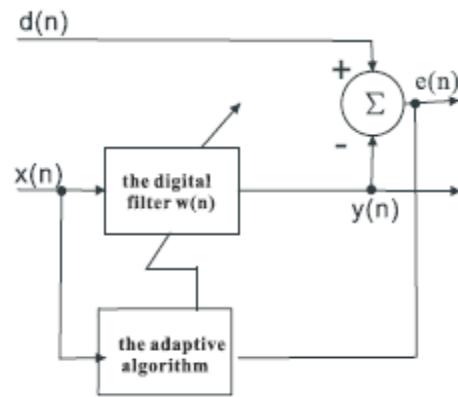 d(n)
+
Σ
e(n)
-
x(n)
the digital
filter w(n)
y(n)
the adaptive
algorithm